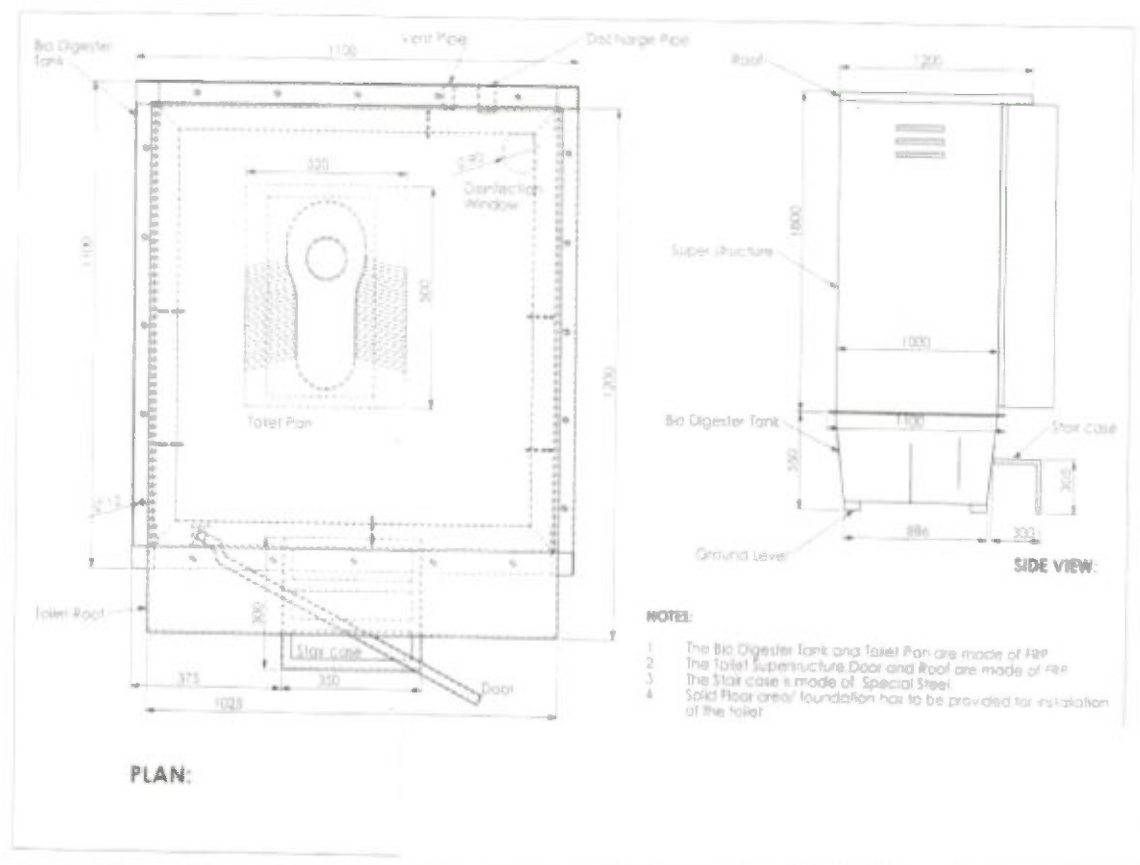 Bio Digester
Tank
1100
Vent Pipe
Discharge Pipe
1100
320
Disinfection
Window
500
1200
Toilet Pan
Toilet Roof
300
Stair case
Door
375
350
1025
PLAN:
Roof
1200
1800
Super structure
1000
Bio Digester Tank
1100
Stair case
550
305
886
300
Ground Level
SIDE VIEW:
NOTES:
1 The Bio Digester Tank and Toilet Pan are made of FRP
2 The Toilet Superstructure, Door and Roof are made of FRP
3 The Stair case is made of Special Steel
4 Solid Floor area/ foundation has to be provided for installation
of the toilet